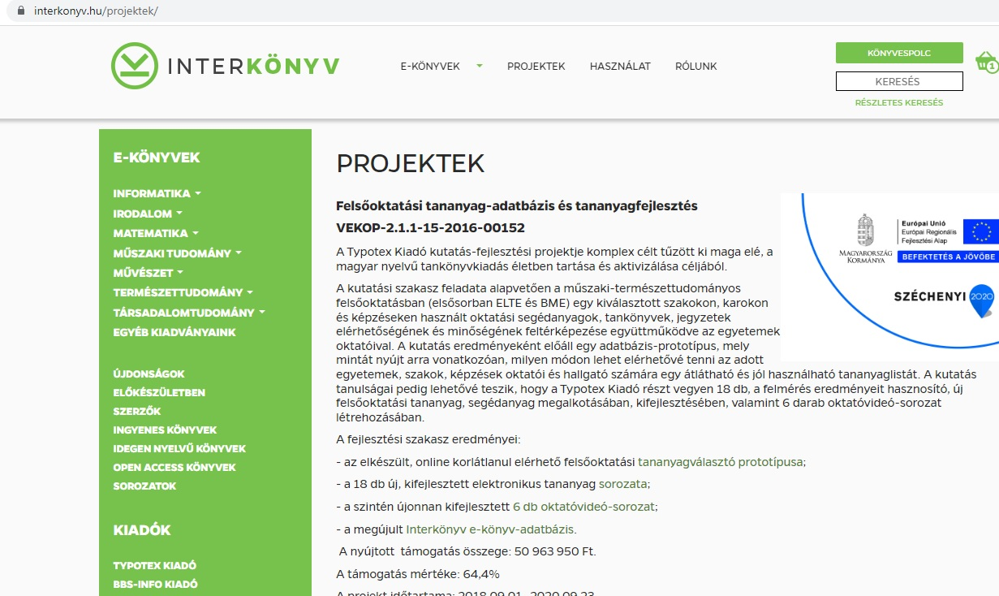 interkonyv.hu/projektek/
INTERKÖNYV
E-KÖNYVEK
PROJEKTEK
HASZNÁLAT
RÓLUNK
KÖNYVESPOLC
KERESÉS
RÉSZLETES KERESÉS
1
E-KÖNYVEK
INFORMATIKA
IRODALOM
MATEMATIKA
MŰSZAKI TUDOMÁNY
MŰVÉSZET
TERMÉSZETTUDOMÁNY
TÁRSADALOMTUDOMÁNY
EGYÉB KIADVÁNYAINK
ÚJDONSÁGOK
ELŐKÉSZÜLETBEN
SZERZŐK
INGYENES KÖNYVEK
IDEGEN NYELVŰ KÖNYVEK
OPEN ACCESS KÖNYVEK
SOROZATOK
KIADÓK
TYPOTEX KIADÓ
BBS-INFO KIADÓ
PROJEKTEK
Felsőoktatási tananyag-adatbázis és tananyagfejlesztés
VEKOP-2.1.1-15-2016-00152
A Typotex Kiadó kutatás-fejlesztési projektje komplex célt tűzött ki maga elé, a
magyar nyelvű tankönyvkiadás életben tartása és aktivizálása céljából.
A kutatási szakasz feladata alapvetően a műszaki-természettudományos
felsőoktatásban (elsősorban ELTE és BME) egy kiválasztott szakokon, karokon
és képzéseken használt oktatási segédanyagok, tankönyvek, jegyzetek
elérhetőségének és minőségének feltérképezése együttműködve az egyetemek
oktatóival. A kutatás eredményeként előáll egy adatbázis-prototípus, mely
mintát nyújt arra vonatkozóan, milyen módon lehet elérhetővé tenni az adott
egyetemek, szakok, képzések oktatói és hallgató számára egy átlátható és jól használható tananyaglistát. A kutatás
tanulságai pedig lehetővé teszik, hogy a Typotex Kiadó részt vegyen 18 db, a felmérés eredményeit hasznosító, új
felsőoktatási tananyag, segédanyag megalkotásában, kifejlesztésében, valamint 6 darab oktatóvideó-sorozat
létrehozásában.
A fejlesztési szakasz eredményei:
- az elkészült, online korlátlanul elérhető felsőoktatási tananyagválasztó prototípusa;
- a 18 db új, kifejlesztett elektronikus tananyag sorozata;
- a szintén újonnan kifejlesztett 6 db oktatóvideó-sorozat;
- a megújult Interkönyv e-könyv-adatbázis.
A nyújtott támogatás összege: 50 963 950 Ft.
A támogatás mértéke: 64,4%
A projekt időtartama: 2018.09.01.-2020.09.23.
MAGYARORSZÁG
KORMÁNYA
Európai Unió
Európai Regionális
Fejlesztési Alap
BEFEKTETÉS A JÖVŐBE
SZÉCHENYI 2020